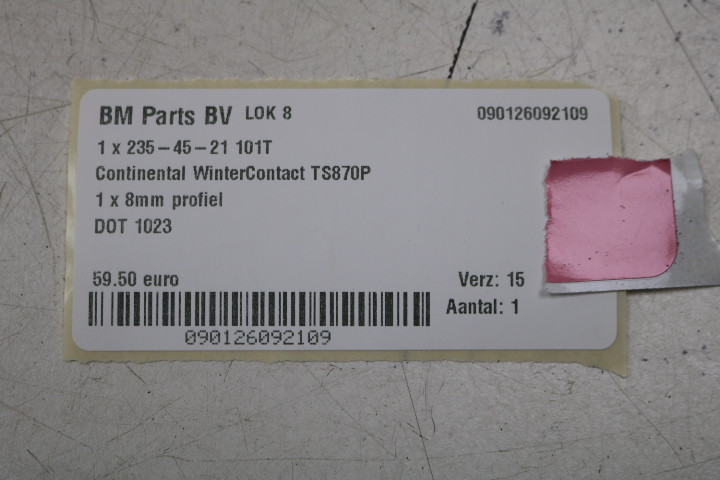 BM Parts BV LOK 8 090126092109
1 x 235-45-21 101T
Continental WinterContact TS870P
1 x 8mm profiel
DOT 1023
59.50 euro Verz: 15
Aantal: 1
090126092109